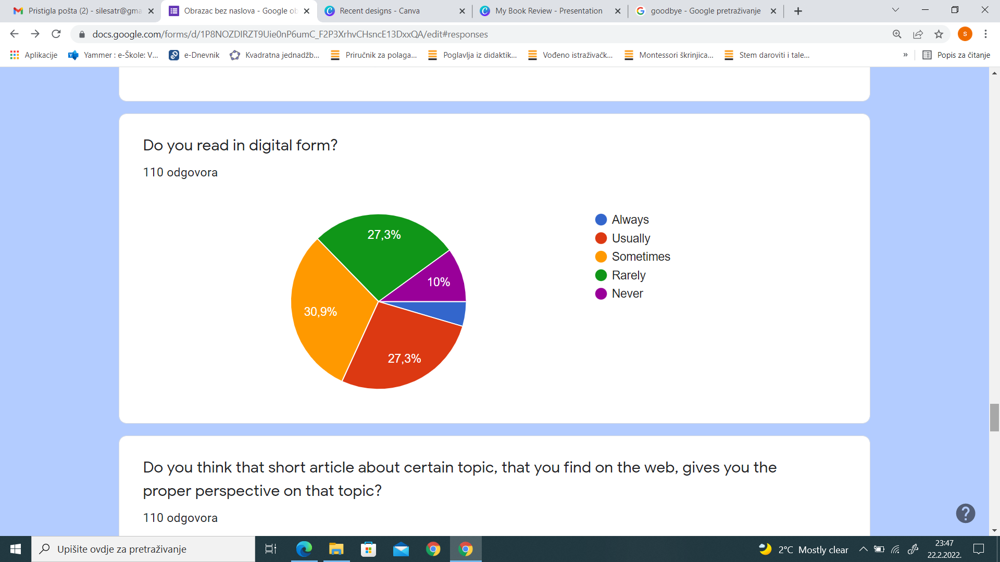 Pristigla pošta (2) - silesatr@gma
Obrazac bez naslova - Google ob
Recent designs - Canva
My Book Review - Presentation
goodbye - Google pretraživanje
docs.google.com/forms/d/1P8NOZDIRZT9Uie0nP6umC_F2P3XrhvCHsncE13DxxQA/edit#responses
s
Aplikacije
Yammer : e-Škole: V...
e-Dnevnik
Kvadratna jednadžb...
Priručnik za polaga...
Poglavlja iz didaktik...
Vođeno istraživačk...
Montessori škrinjica...
Stem daroviti i tale...
»
Popis za čitanje
Do you read in digital form?
110 odgovora
27,3%
10%
30,9%
27,3%
Always
Usually
Sometimes
Rarely
Never
Do you think that short article about certain topic, that you find on the web, gives you the
proper perspective on that topic?
110 odgovora
Upišite ovdje za pretraživanje
2°C Mostly clear
23:47
22.2.2022.